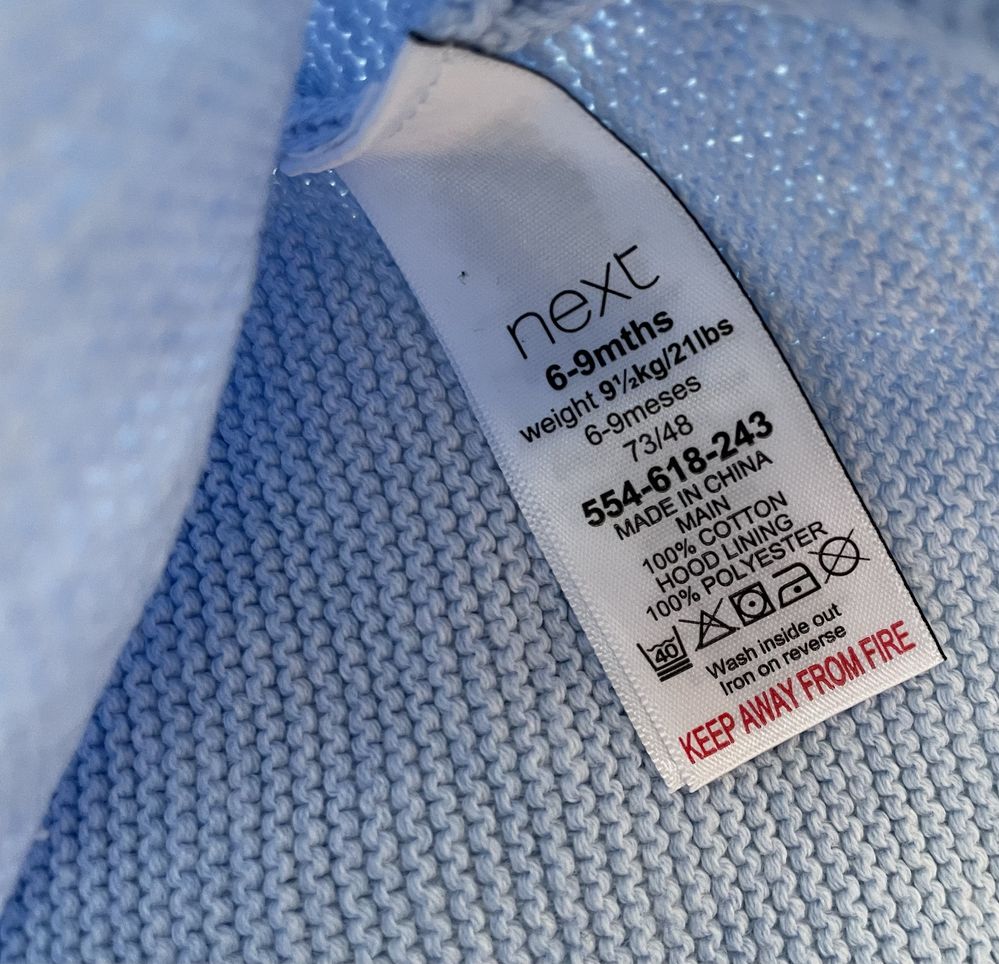 next
6-9mths
weight 9½kg/21lbs
6-9meses
73/48
554-618-243
MADE IN CHINA
MAIN
100% COTTON
HOOD LINING
100% POLYESTER
40
Wash inside out
Iron on reverse
KEEP AWAY FROM FIRE